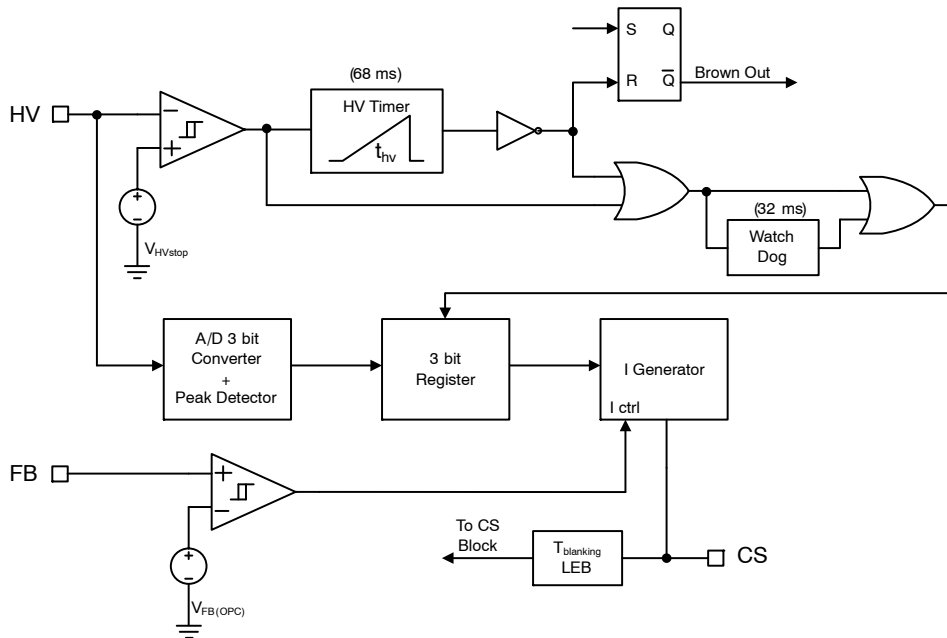 S Q
R Q̅
Brown Out
(68 ms)
HV Timer
t_hv
HV
−
+
+
−
V_HVstop
(32 ms)
Watch
Dog
A/D 3 bit
Converter
+
Peak Detector
3 bit
Register
I Generator
I ctrl
FB
+
−
+
−
V_FB(OPC)
To CS
Block
T_blanking
LEB
CS